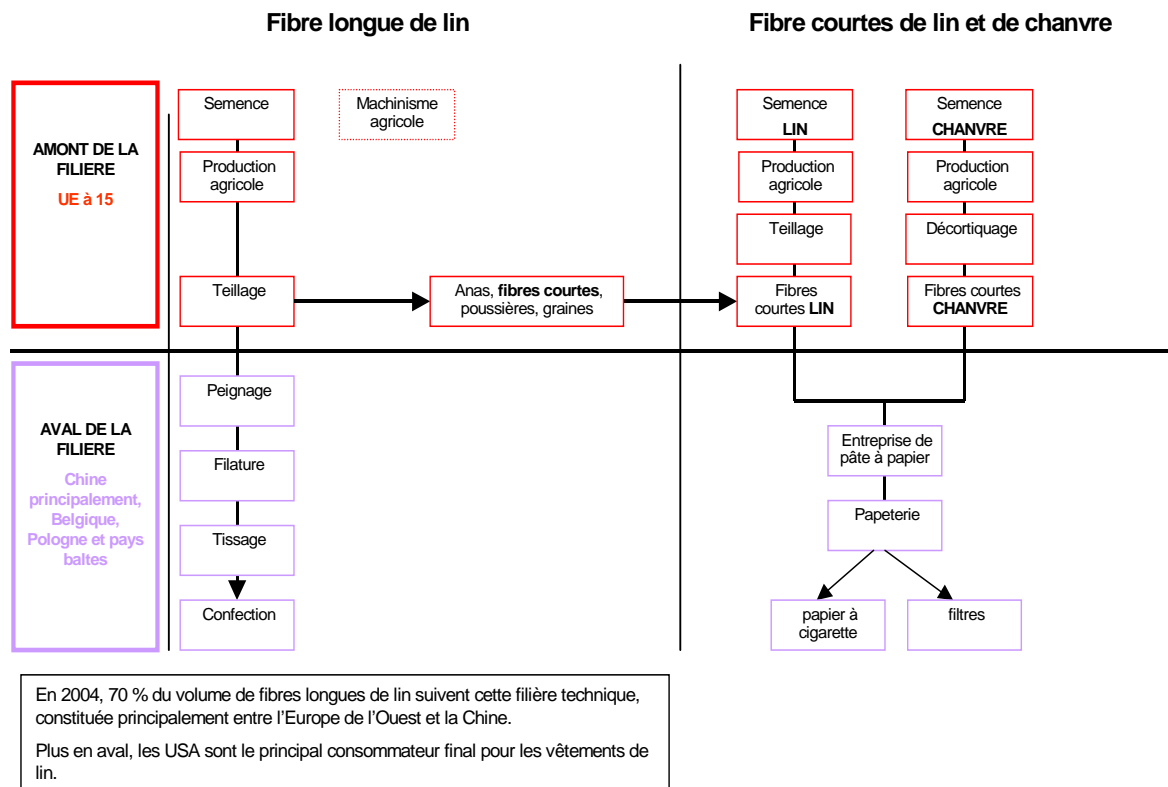 Fibre longue de lin
Fibre courtes de lin et de chanvre
AMONT DE LA
FILIERE
UE à 15
Semence
Machinisme
agricole
Production
agricole
Teillage
Anas, fibres courtes,
poussières, graines
Semence
LIN
Production
agricole
Teillage
Fibres
courtes LIN
Semence
CHANVRE
Production
agricole
Décortiquage
Fibres courtes
CHANVRE
AVAL DE LA
FILIERE
Chine
principalement,
Belgique,
Pologne et pays
baltes
Peignage
Filature
Tissage
Confection
Entreprise de
pâte à papier
Papeterie
papier à
cigarette
filtres
En 2004, 70 % du volume de fibres longues de lin suivent cette filière technique,
constituée principalement entre l'Europe de l'Ouest et la Chine.
Plus en aval, les USA sont le principal consommateur final pour les vêtements de
lin.